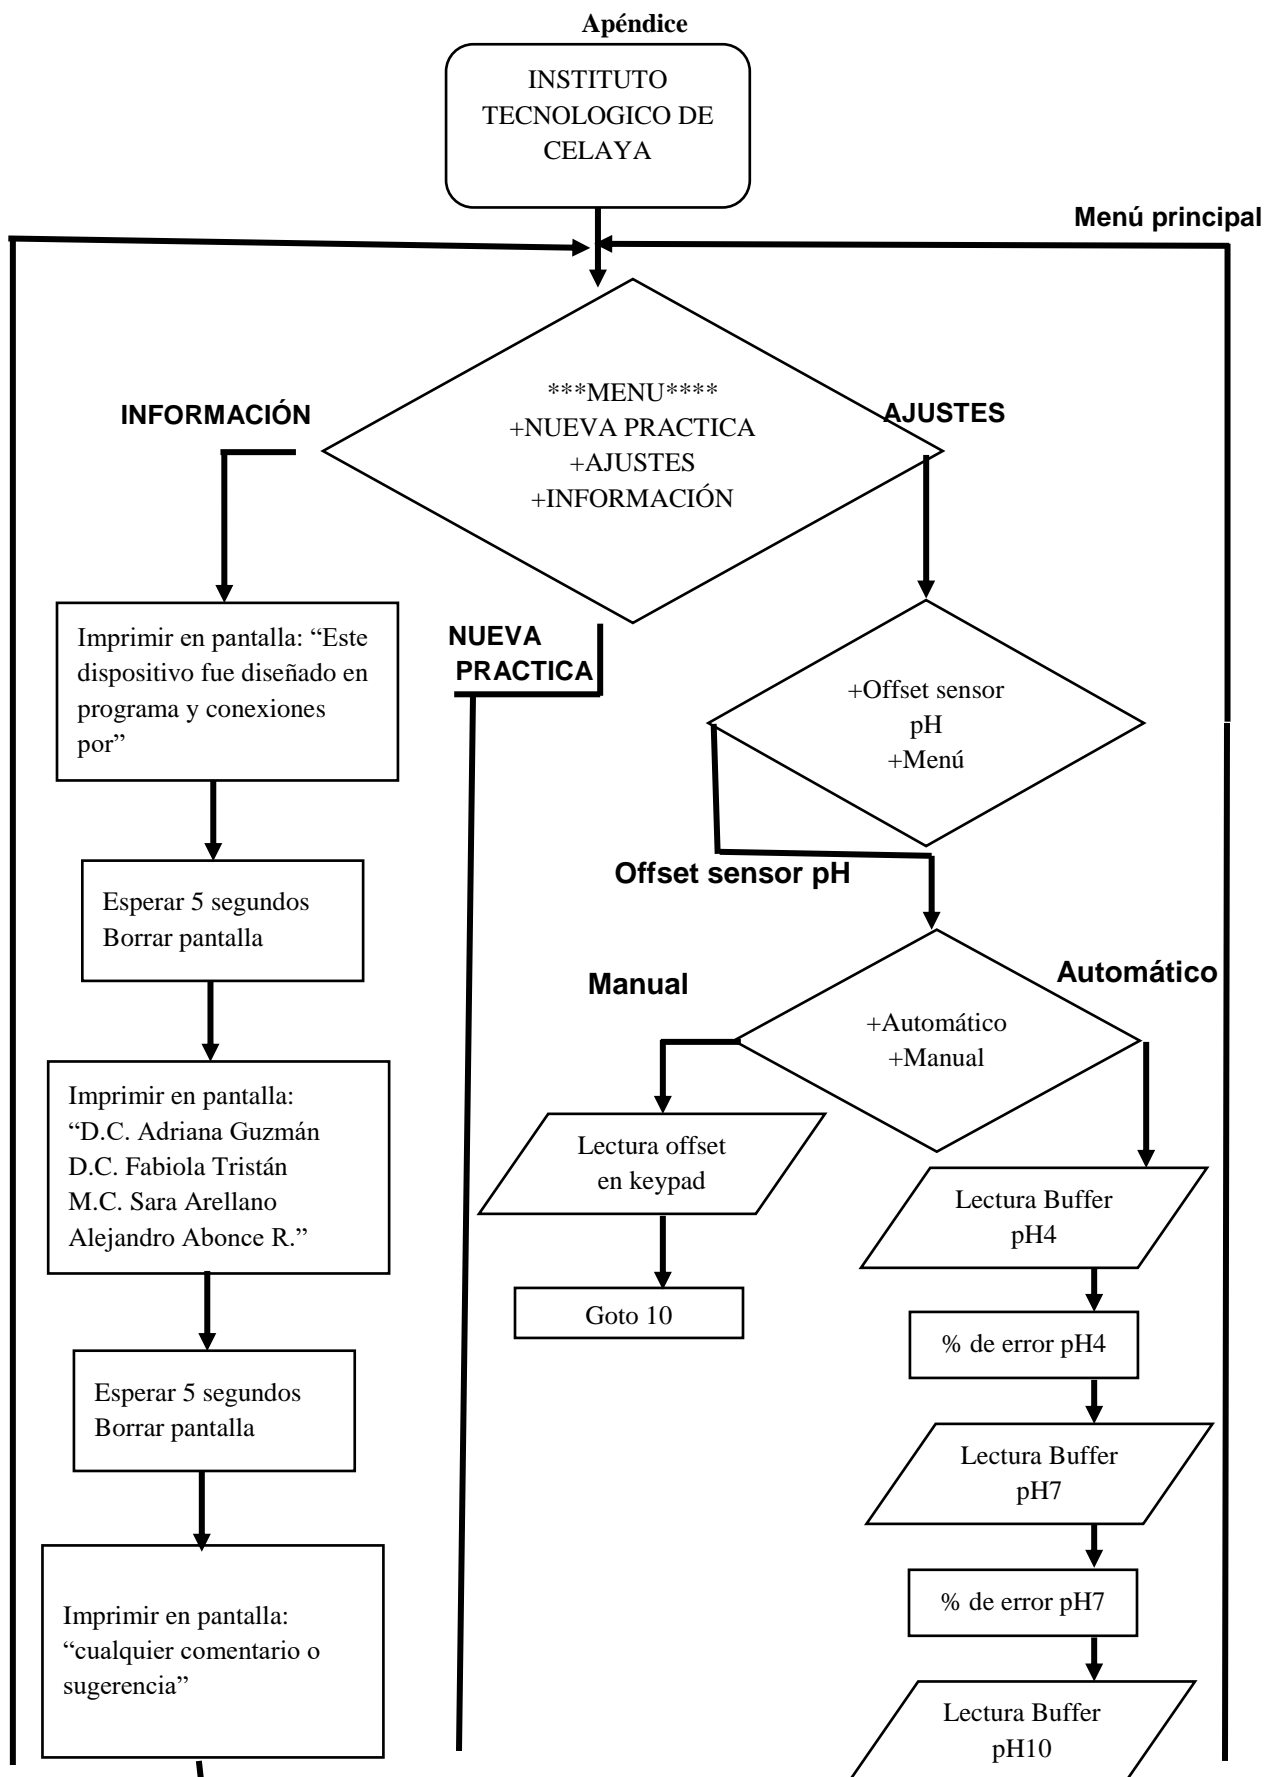 Apéndice
INSTITUTO
TECNOLOGICO DE
CELAYA
Menú principal
***MENU****
+NUEVA PRACTICA
+AJUSTES
+INFORMACIÓN
INFORMACIÓN
AJUSTES
NUEVA
PRACTICA
Imprimir en pantalla: “Este
dispositivo fue diseñado en
programa y conexiones
por”
Esperar 5 segundos
Borrar pantalla
Imprimir en pantalla:
“D.C. Adriana Guzmán
D.C. Fabiola Tristán
M.C. Sara Arellano
Alejandro Abonce R.”
Esperar 5 segundos
Borrar pantalla
Imprimir en pantalla:
“cualquier comentario o
sugerencia”
+Offset sensor
pH
+Menú
Offset sensor pH
Manual
Automático
+Automático
+Manual
Lectura offset
en keypad
Goto 10
Lectura Buffer
pH4
% de error pH4
Lectura Buffer
pH7
% de error pH7
Lectura Buffer
pH10